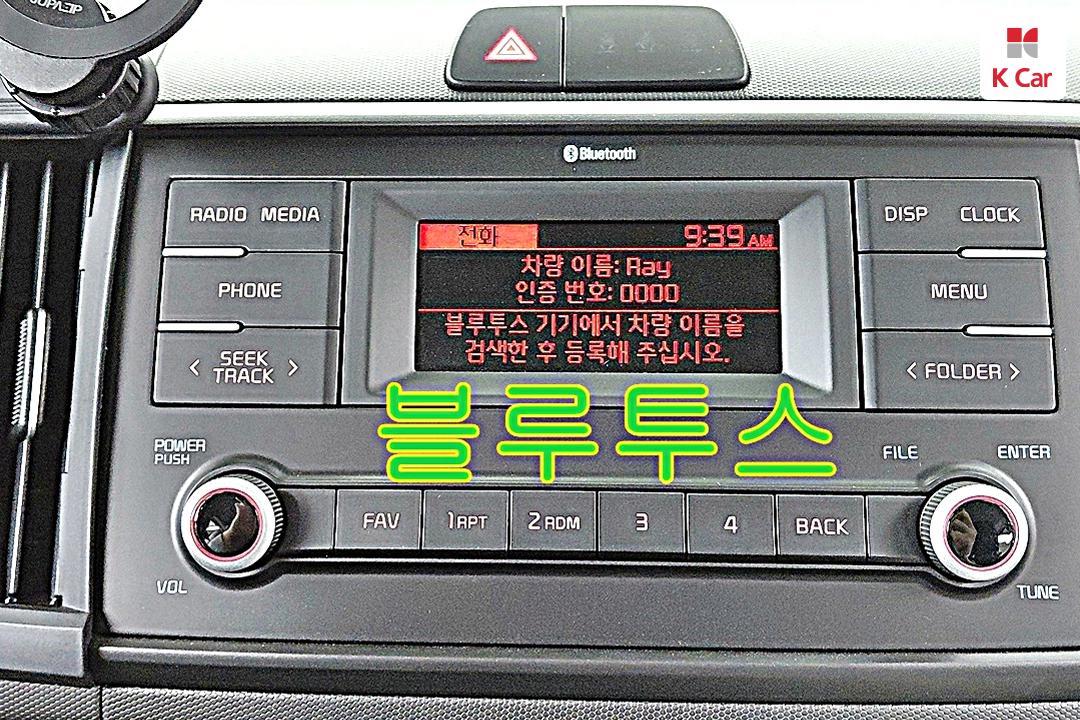 K Car
Bluetooth
RADIO MEDIA
DISP CLOCK
전화 9:39 AM
차량 이름: Ray
인증 번호: 0000
블루투스 기기에서 차량 이름을
검색한 후 등록해 주십시오.
PHONE
MENU
< SEEK TRACK >
< FOLDER >
블루투스
POWER
PUSH
FILE
ENTER
FAV
1 RPT
2 RDM
3
4
BACK
VOL
TUNE